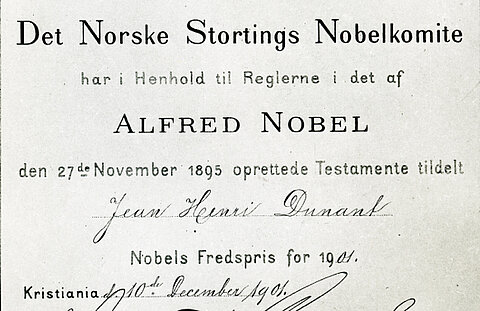 Det Norske Stortings Nobelkomite
har i Henhold til Reglerne i det af
ALFRED NOBEL
den 27de November 1895 oprettede Testamente tildelt
Jean Henri Dunant
Nobels Fredspris for 1901.
Kristiania d. 10de December 1901.